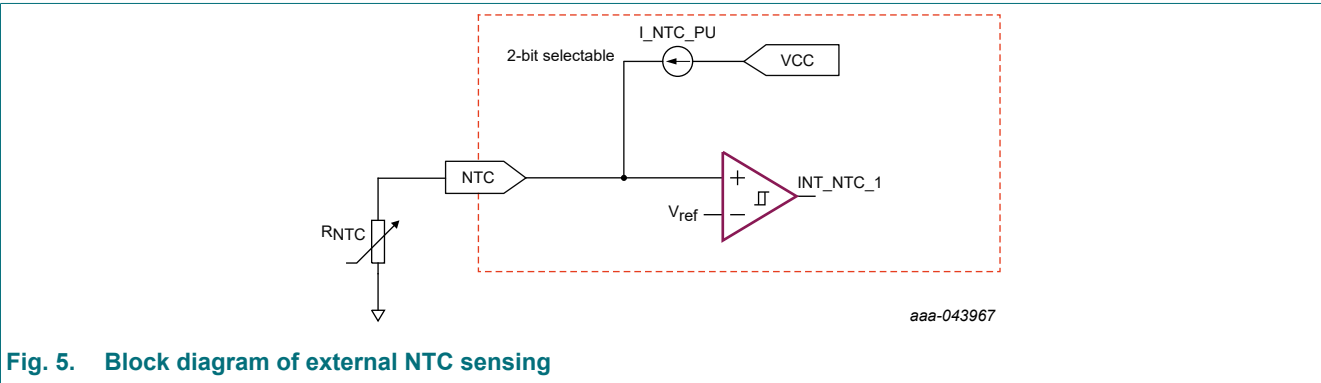 I_NTC_PU
2-bit selectable
VCC
NTC
+
INT_NTC_1
Vref
−
RNTC
aaa-043967
Fig. 5. Block diagram of external NTC sensing